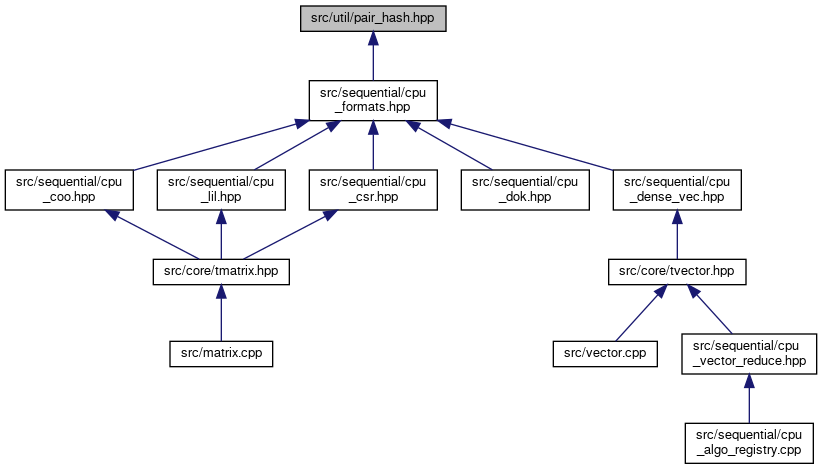 src/util/pair_hash.hpp
src/sequential/cpu
_formats.hpp
src/sequential/cpu
_coo.hpp
src/sequential/cpu
_lil.hpp
src/sequential/cpu
_csr.hpp
src/sequential/cpu
_dok.hpp
src/sequential/cpu
_dense_vec.hpp
src/core/tmatrix.hpp
src/core/tvector.hpp
src/matrix.cpp
src/vector.cpp
src/sequential/cpu
_vector_reduce.hpp
src/sequential/cpu
_algo_registry.cpp